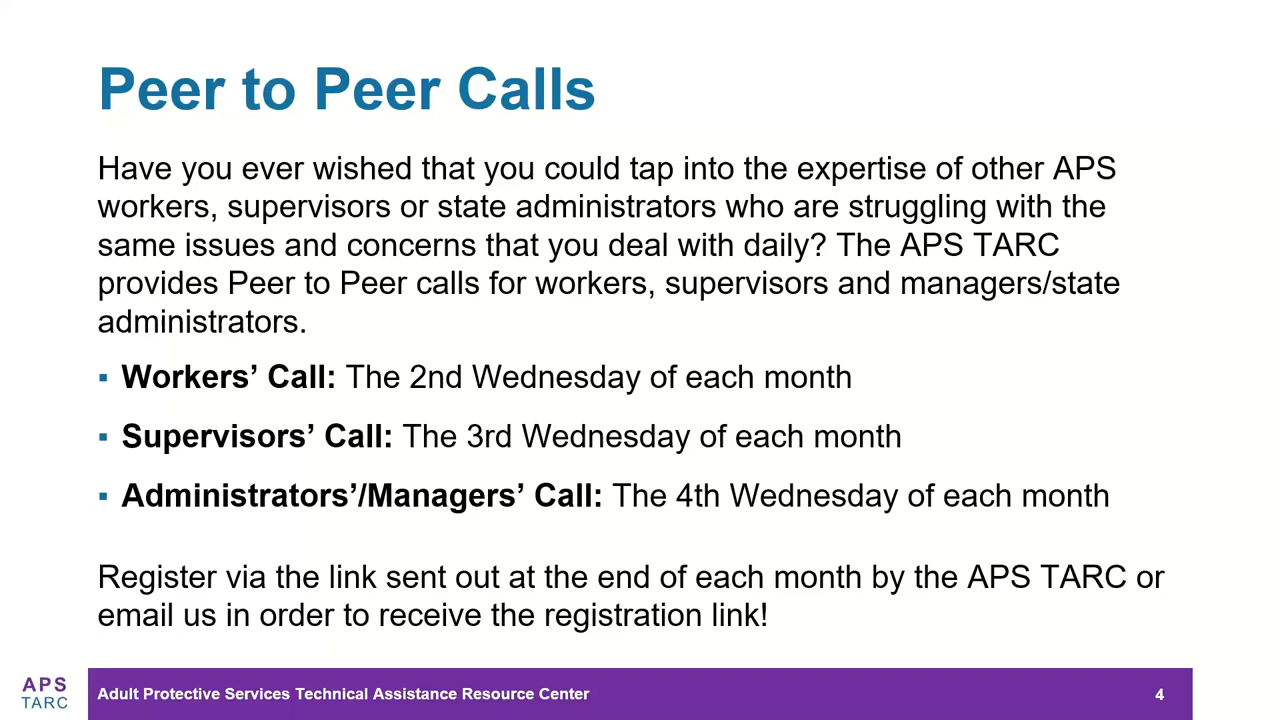 Peer to Peer Calls
Have you ever wished that you could tap into the expertise of other APS
workers, supervisors or state administrators who are struggling with the
same issues and concerns that you deal with daily? The APS TARC
provides Peer to Peer calls for workers, supervisors and managers/state
administrators.
▪ Workers’ Call: The 2nd Wednesday of each month
▪ Supervisors’ Call: The 3rd Wednesday of each month
▪ Administrators’/Managers’ Call: The 4th Wednesday of each month
Register via the link sent out at the end of each month by the APS TARC or
email us in order to receive the registration link!
APS
TARC
Adult Protective Services Technical Assistance Resource Center
4